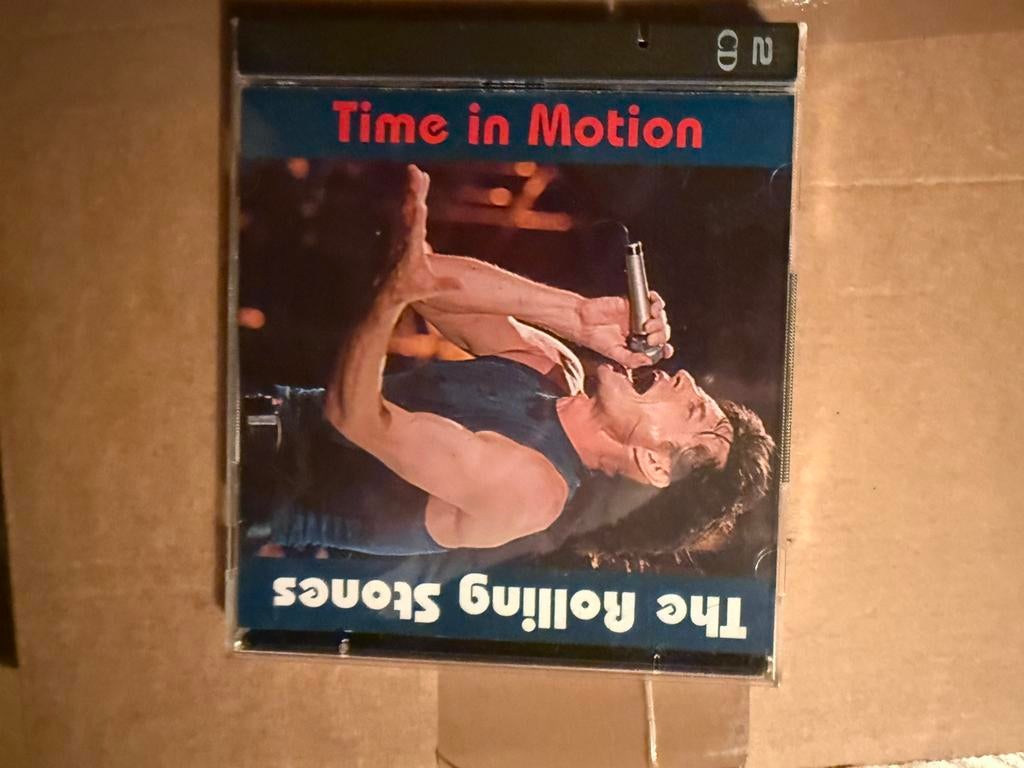 2
CD
Time in Motion
The Rolling Stones